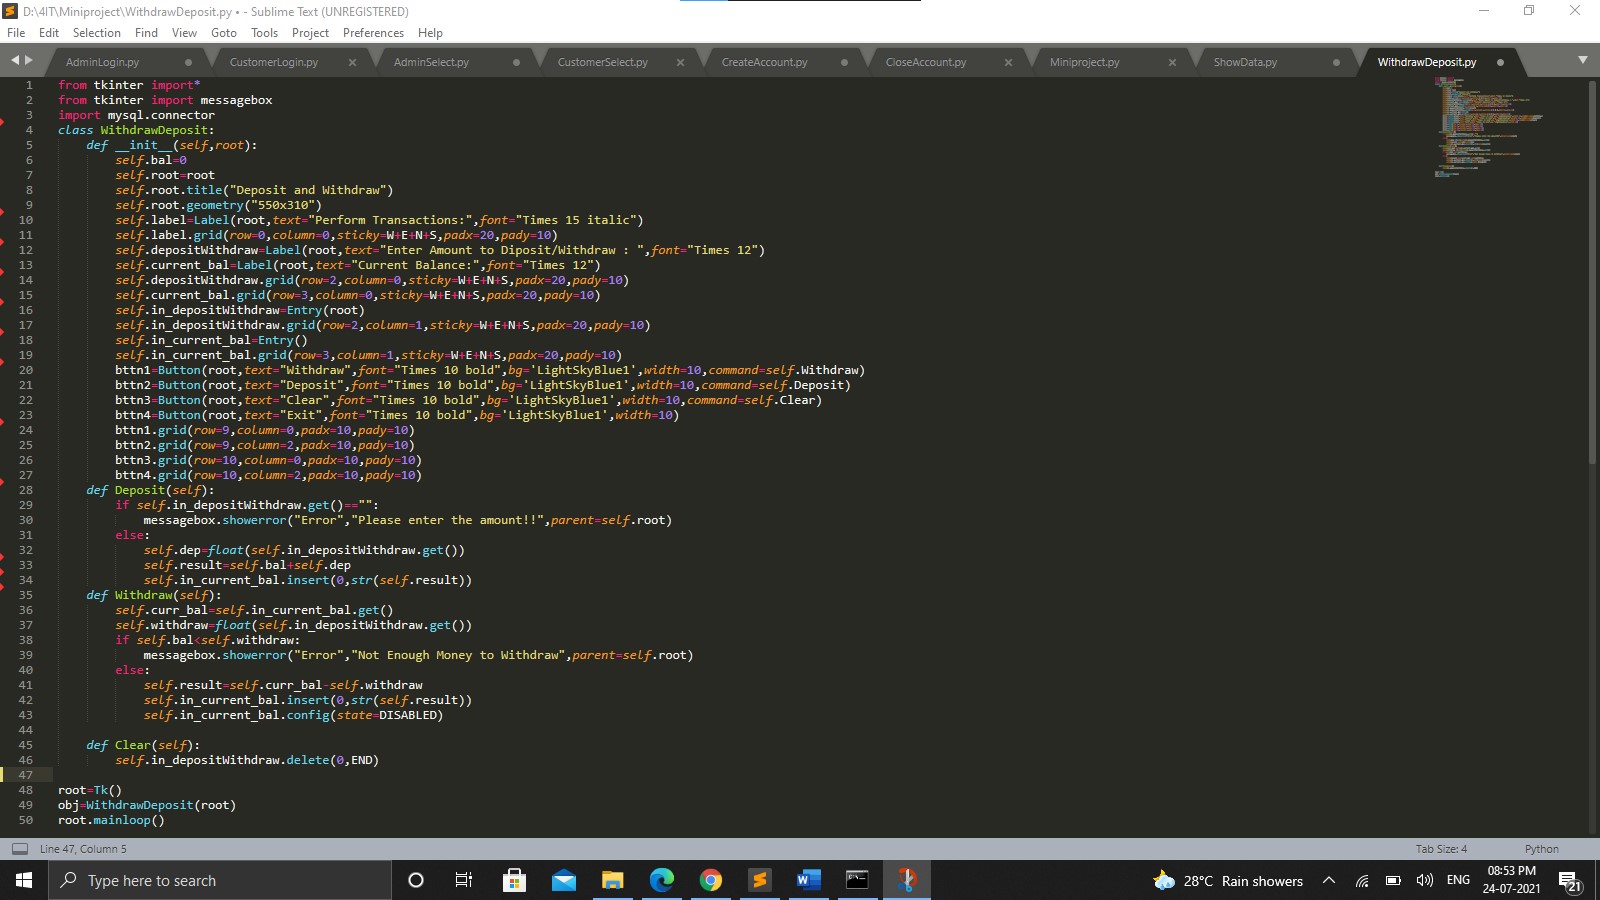 D:\4IT\Miniproject\WithdrawDeposit.py • - Sublime Text (UNREGISTERED)
File Edit Selection Find View Goto Tools Project Preferences Help
AdminLogin.py CustomerLogin.py AdminSelect.py CustomerSelect.py CreateAccount.py CloseAccount.py Miniproject.py ShowData.py WithdrawDeposit.py
1 from tkinter import*
2 from tkinter import messagebox
3 import mysql.connector
4 class WithdrawDeposit:
5     def __init__(self,root):
6         self.bal=0
7         self.root=root
8         self.root.title("Deposit and Withdraw")
9         self.root.geometry("550x310")
10         self.label=Label(root,text="Perform Transactions:",font="Times 15 italic")
11         self.label.grid(row=0,column=0,sticky=W+E+N+S,padx=20,pady=10)
12         self.depositWithdraw=Label(root,text="Enter Amount to Diposit/Withdraw : ",font="Times 12")
13         self.current_bal=Label(root,text="Current Balance:",font="Times 12")
14         self.depositWithdraw.grid(row=2,column=0,sticky=W+E+N+S,padx=20,pady=10)
15         self.current_bal.grid(row=3,column=0,sticky=W+E+N+S,padx=20,pady=10)
16         self.in_depositWithdraw=Entry(root)
17         self.in_depositWithdraw.grid(row=2,column=1,sticky=W+E+N+S,padx=20,pady=10)
18         self.in_current_bal=Entry()
19         self.in_current_bal.grid(row=3,column=1,sticky=W+E+N+S,padx=20,pady=10)
20         bttn1=Button(root,text="Withdraw",font="Times 10 bold",bg='LightSkyBlue1',width=10,command=self.Withdraw)
21         bttn2=Button(root,text="Deposit",font="Times 10 bold",bg='LightSkyBlue1',width=10,command=self.Deposit)
22         bttn3=Button(root,text="Clear",font="Times 10 bold",bg='LightSkyBlue1',width=10,command=self.Clear)
23         bttn4=Button(root,text="Exit",font="Times 10 bold",bg='LightSkyBlue1',width=10)
24         bttn1.grid(row=9,column=0,padx=10,pady=10)
25         bttn2.grid(row=9,column=2,padx=10,pady=10)
26         bttn3.grid(row=10,column=0,padx=10,pady=10)
27         bttn4.grid(row=10,column=2,padx=10,pady=10)
28     def Deposit(self):
29         if self.in_depositWithdraw.get()=="":
30             messagebox.showerror("Error","Please enter the amount!!",parent=self.root)
31         else:
32             self.dep=float(self.in_depositWithdraw.get())
33             self.result=self.bal+self.dep
34             self.in_current_bal.insert(0,str(self.result))
35     def Withdraw(self):
36         self.curr_bal=self.in_current_bal.get()
37         self.withdraw=float(self.in_depositWithdraw.get())
38         if self.bal<self.withdraw:
39             messagebox.showerror("Error","Not Enough Money to Withdraw",parent=self.root)
40         else:
41             self.result=self.curr_bal-self.withdraw
42             self.in_current_bal.insert(0,str(self.result))
43             self.in_current_bal.config(state=DISABLED)
44
45     def Clear(self):
46         self.in_depositWithdraw.delete(0,END)
47
48 root=Tk()
49 obj=WithdrawDeposit(root)
50 root.mainloop()
Line 47, Column 5 Tab Size: 4 Python
Type here to search 28°C Rain showers ENG 08:53 PM
24-07-2021 21